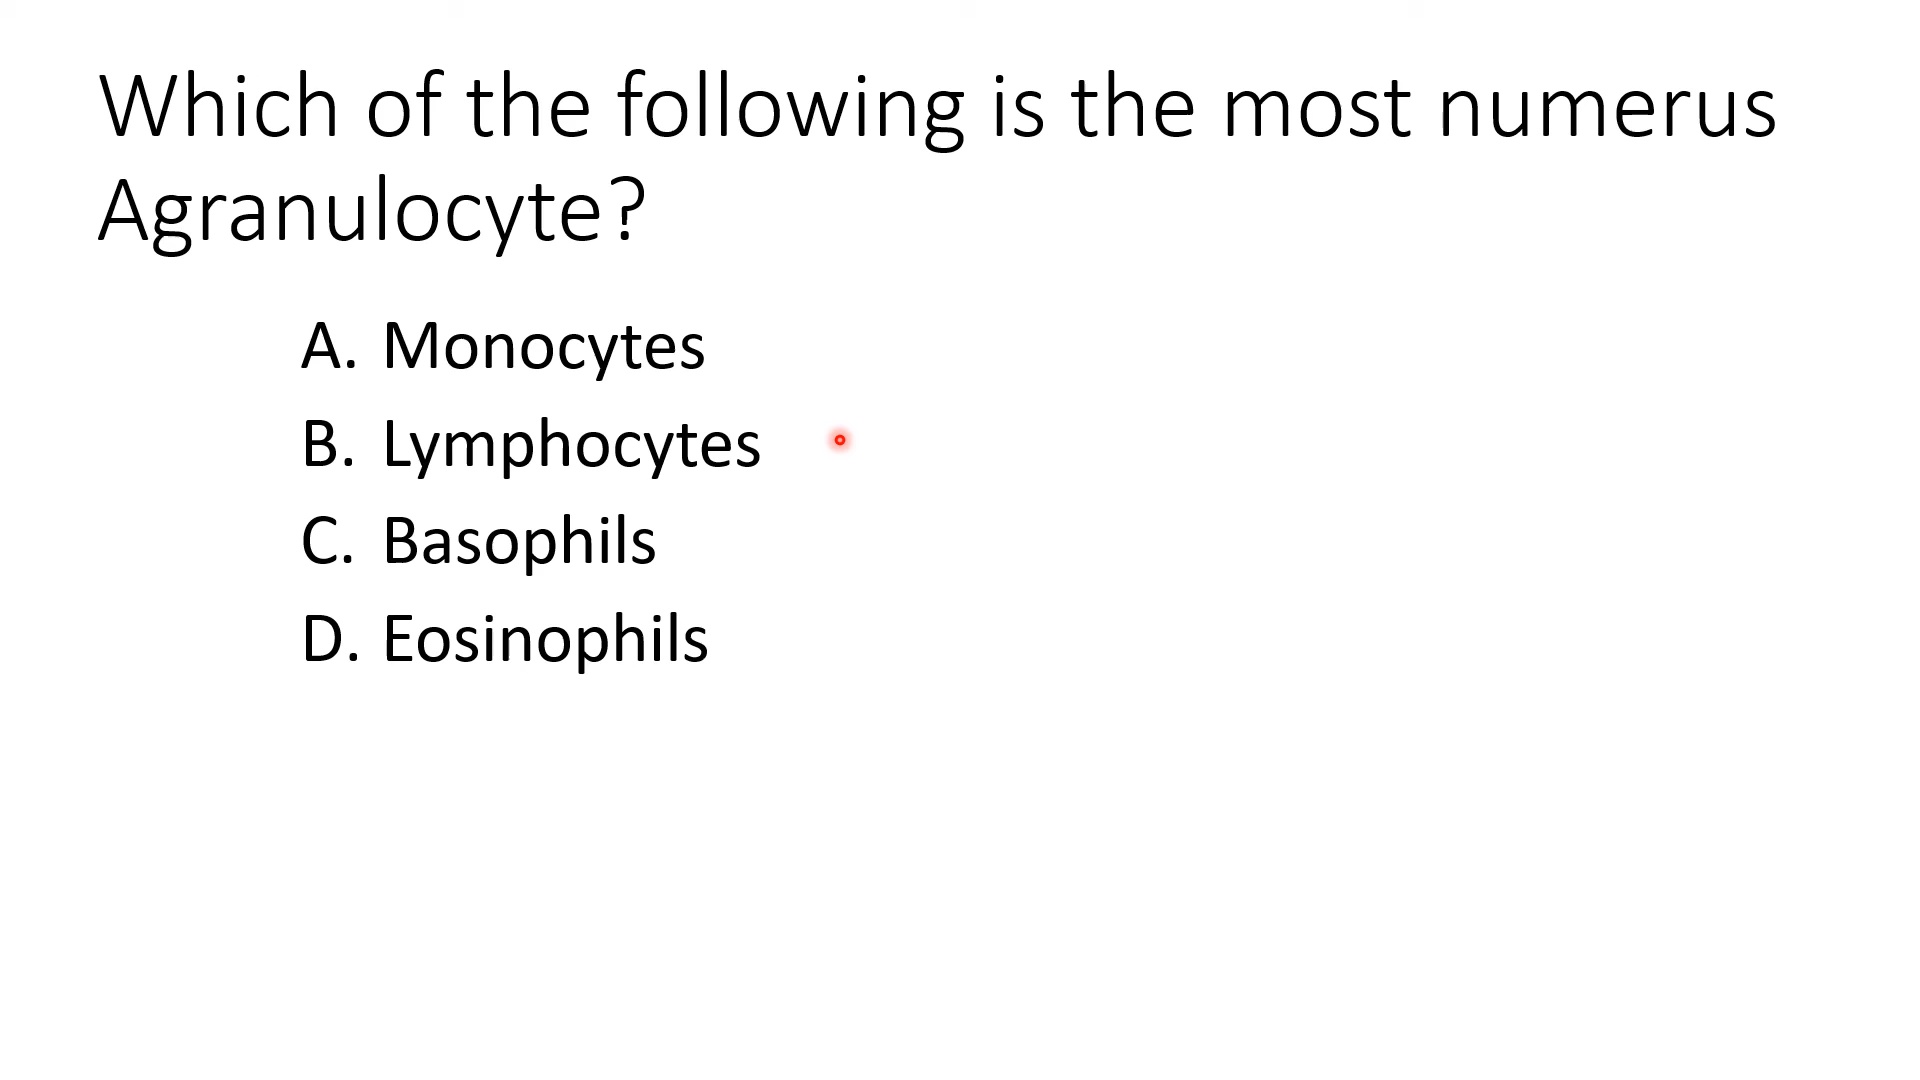 Which of the following is the most numerus
Agranulocyte?
A. Monocytes
B. Lymphocytes
C. Basophils
D. Eosinophils